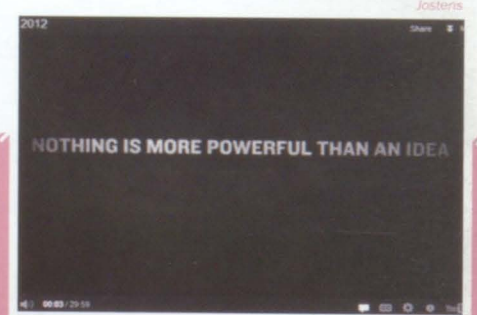 Jostens
2012
Share
NOTHING IS MORE POWERFUL THAN AN IDEA
00:03 / 29:59